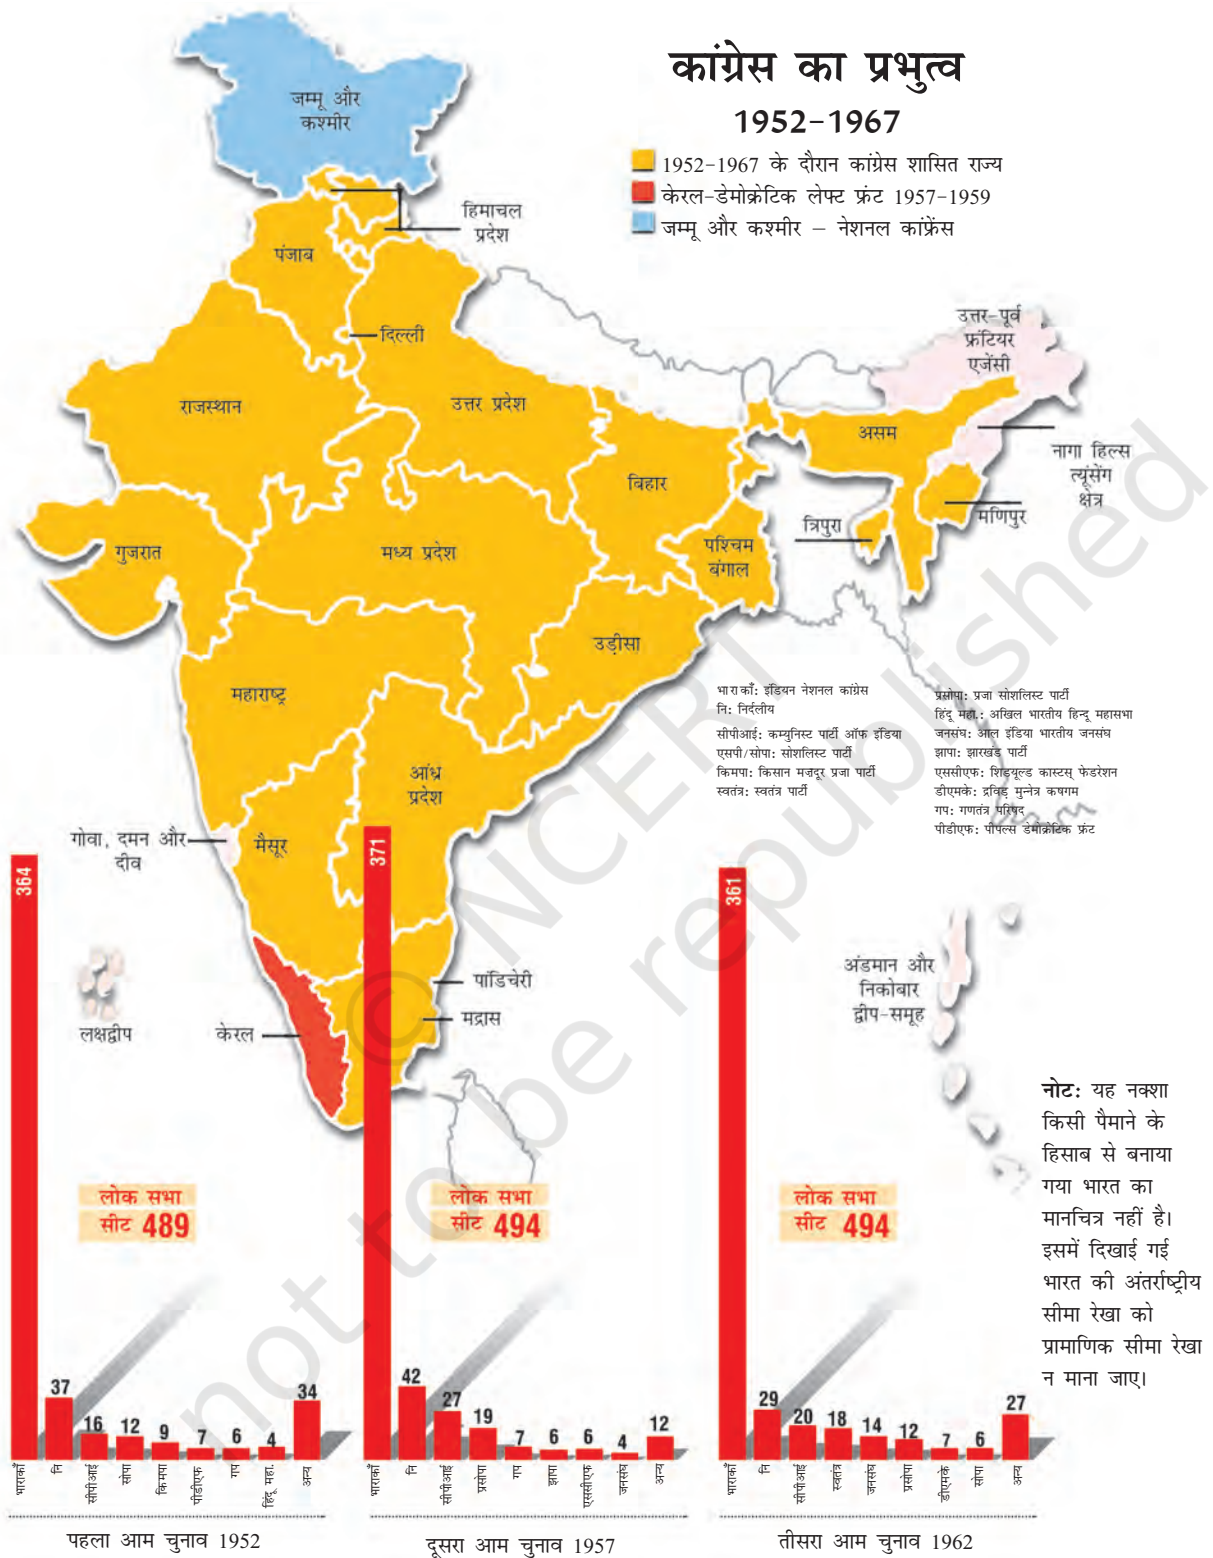 कांग्रेस का प्रभुत्व
1952-1967
1952-1967 के दौरान कांग्रेस शासित राज्य
केरल-डेमोक्रेटिक लेफ्ट फ्रंट 1957-1959
जम्मू और कश्मीर – नेशनल कांफ्रेंस
जम्मू और
कश्मीर
हिमाचल
प्रदेश
पंजाब
दिल्ली
उत्तर-पूर्व
फ्रंटियर
एजेंसी
राजस्थान
उत्तर प्रदेश
असम
नागा हिल्स
त्यूंसेंग
क्षेत्र
बिहार
मणिपुर
त्रिपुरा
गुजरात
मध्य प्रदेश
पश्चिम
बंगाल
उड़ीसा
महाराष्ट्र
भाराकाँ: इंडियन नेशनल कांग्रेस
नि: निर्दलीय
सीपीआई: कम्युनिस्ट पार्टी ऑफ इंडिया
एसपी/सोपा: सोशलिस्ट पार्टी
किमपा: किसान मज़दूर प्रजा पार्टी
स्वतंत्र: स्वतंत्र पार्टी
प्रसोपा: प्रजा सोशलिस्ट पार्टी
हिंदू महा.: अखिल भारतीय हिन्दू महासभा
जनसंघ: आल इंडिया भारतीय जनसंघ
झापा: झारखंड पार्टी
एससीएफ: शिड्यूल्ड कास्टस् फेडरेशन
डीएमके: द्रविड़ मुन्नेत्र कषगम
गप: गणतंत्र परिषद
पीडीएफ: पीपल्स डेमोक्रेटिक फ्रंट
आंध्र
प्रदेश
गोवा, दमन और
दीव
मैसूर
लक्षद्वीप
केरल
पांडिचेरी
मद्रास
अंडमान और
निकोबार
द्वीप-समूह
नोट: यह नक्शा
किसी पैमाने के
हिसाब से बनाया
गया भारत का
मानचित्र नहीं है।
इसमें दिखाई गई
भारत की अंतर्राष्ट्रीय
सीमा रेखा को
प्रामाणिक सीमा रेखा
न माना जाए।
लोक सभा
सीट 489
364
37
16
12
9
7
6
4
34
भाराकाँ
नि
सीपीआई
सोपा
किमपा
पीडीएफ
गप
हिंदू महा.
अन्य
पहला आम चुनाव 1952
लोक सभा
सीट 494
371
42
27
19
7
6
6
4
12
भाराकाँ
नि
सीपीआई
प्रसोपा
गप
झापा
एससीएफ
जनसंघ
अन्य
दूसरा आम चुनाव 1957
लोक सभा
सीट 494
361
29
20
18
14
12
7
6
27
भाराकाँ
नि
सीपीआई
स्वतंत्र
जनसंघ
प्रसोपा
डीएमके
सोपा
अन्य
तीसरा आम चुनाव 1962
© NCERT
not to be republished